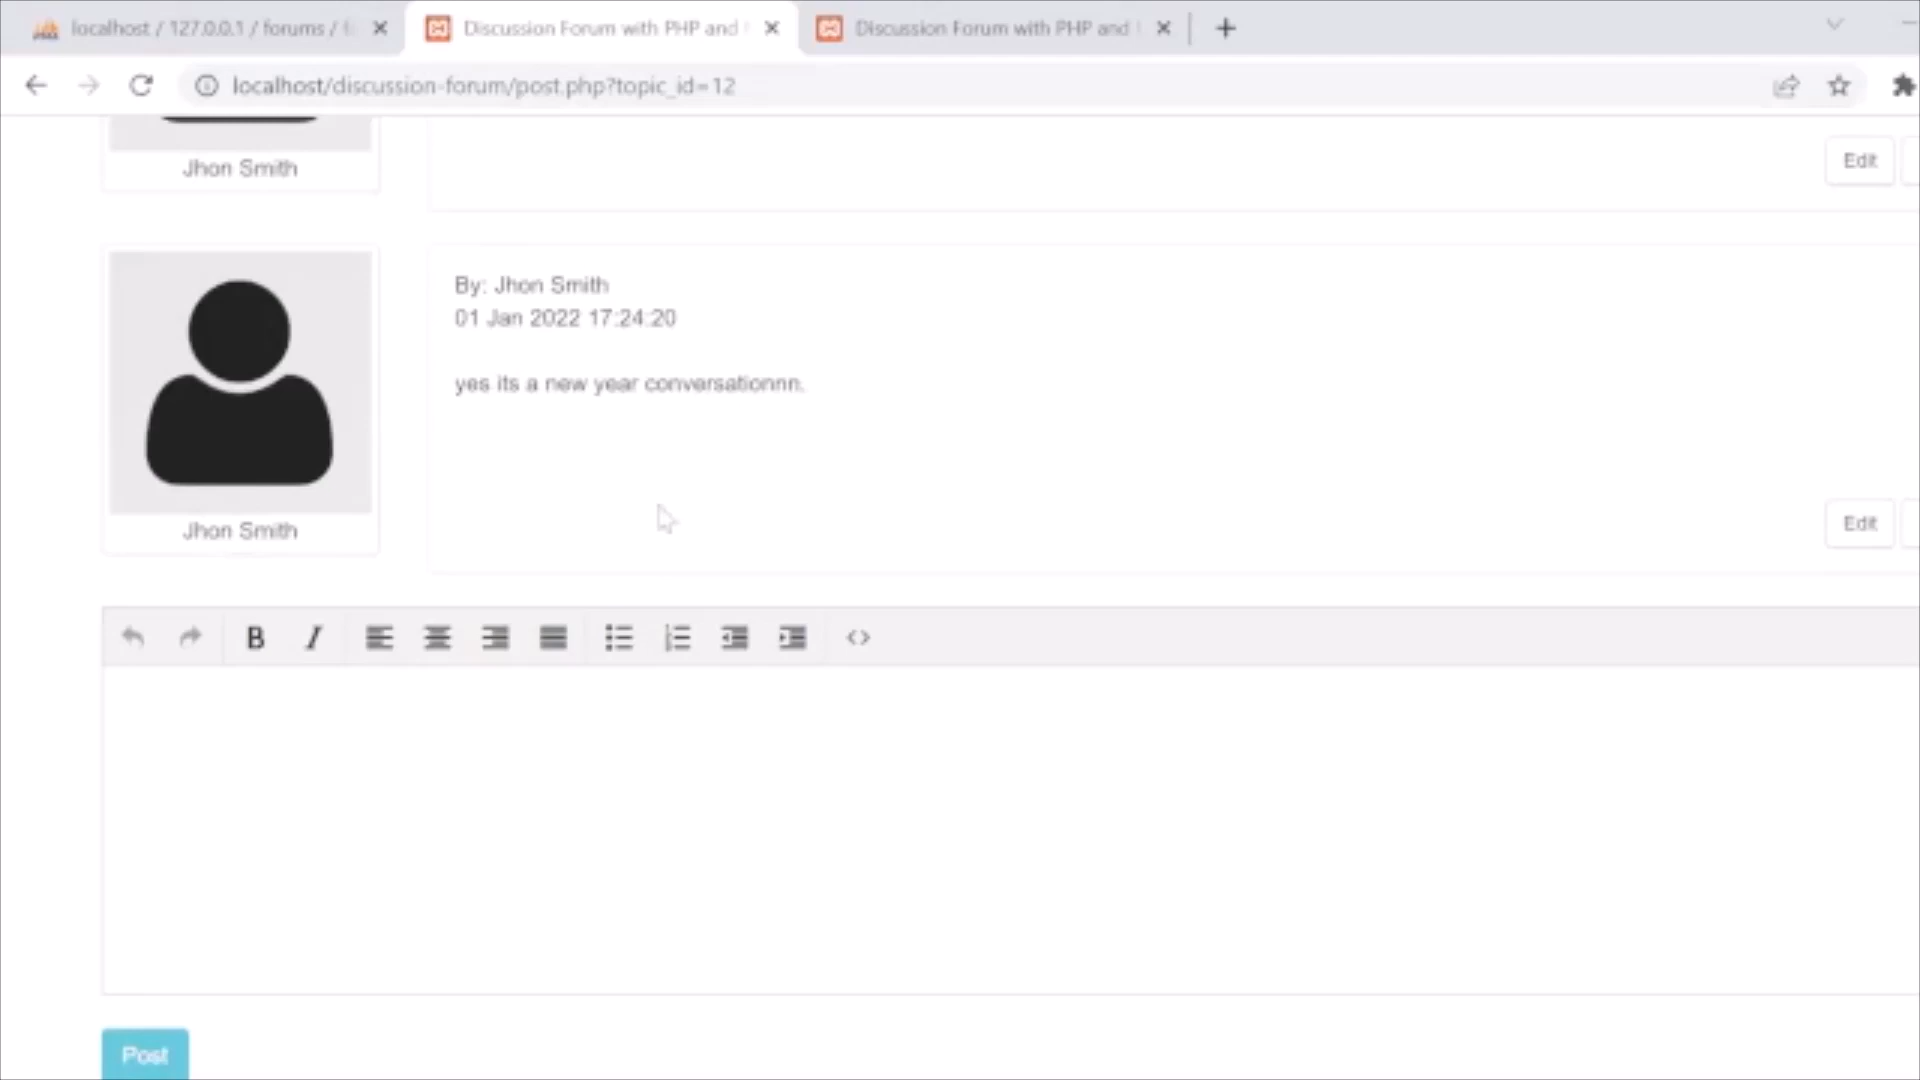 localhost / 127.0.0.1 / forums /
Discussion Forum with PHP and
Discussion Forum with PHP and
localhost/discussion-forum/post.php?topic_id=12
Jhon Smith
Edit
By: Jhon Smith
01 Jan 2022 17:24:20
yes its a new year conversationnn.
Jhon Smith
Edit
Post